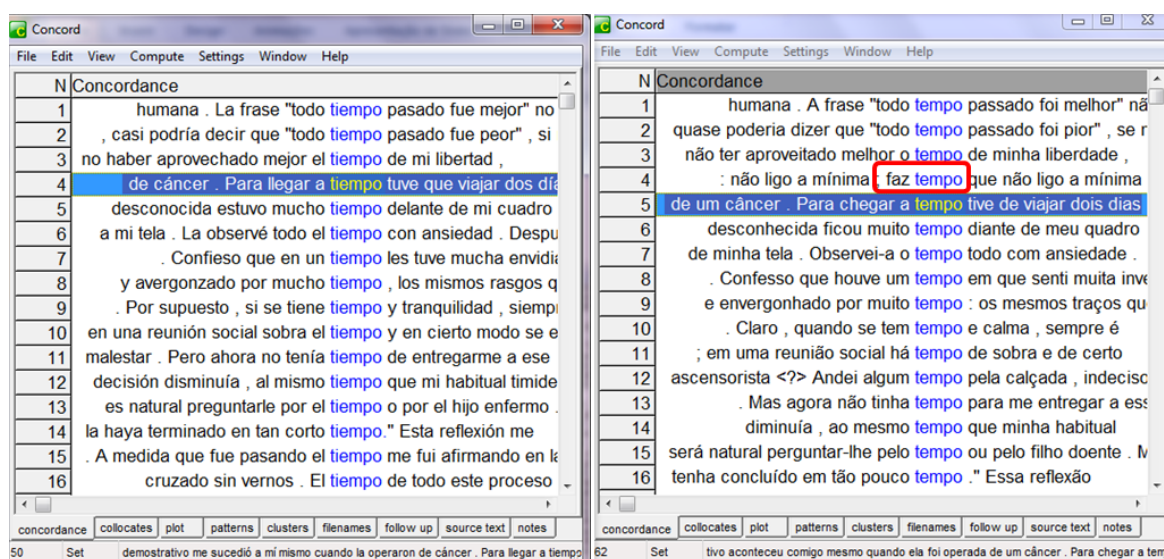 Concord
File Edit View Compute Settings Window Help
N Concordance
1 humana . La frase "todo tiempo pasado fue mejor" no
2 , casi podría decir que "todo tiempo pasado fue peor" , si
3 no haber aprovechado mejor el tiempo de mi libertad ,
4 de cáncer . Para llegar a tiempo tuve que viajar dos día
5 desconocida estuvo mucho tiempo delante de mi cuadro
6 a mi tela . La observé todo el tiempo con ansiedad . Despu
7 . Confieso que en un tiempo les tuve mucha envidia
8 y avergonzado por mucho tiempo , los mismos rasgos q
9 . Por supuesto , si se tiene tiempo y tranquilidad , siemp
10 en una reunión social sobra el tiempo y en cierto modo se e
11 malestar . Pero ahora no tenía tiempo de entregarme a ese
12 decisión disminuía , al mismo tiempo que mi habitual timide
13 es natural preguntarle por el tiempo o por el hijo enfermo .
14 la haya terminado en tan corto tiempo." Esta reflexión me
15 . A medida que fue pasando el tiempo me fui afirmando en la
16 cruzado sin vernos . El tiempo de todo este proceso
concordance collocates plot patterns clusters filenames follow up source text notes
50 Set demostrativo me sucedió a mí mismo cuando la operaron de cáncer . Para llegar a tiempo
Concord
File Edit View Compute Settings Window Help
N Concordance
1 humana . A frase "todo tempo passado foi melhor" nã
2 quase poderia dizer que "todo tempo passado foi pior" , se
3 não ter aproveitado melhor o tempo de minha liberdade ,
4 : não ligo a mínima ; faz tempo que não ligo a mínima
5 de um câncer . Para chegar a tempo tive de viajar dois dias
6 desconhecida ficou muito tempo diante de meu quadro
7 de minha tela . Observei-a o tempo todo com ansiedade .
8 . Confesso que houve um tempo em que senti muita inve
9 e envergonhado por muito tempo : os mesmos traços qu
10 . Claro , quando se tem tempo e calma , sempre é
11 ; em uma reunião social há tempo de sobra e de certo
12 ascensorista <?> Andei algum tempo pela calçada , indeciso
13 . Mas agora não tinha tempo para me entregar a ess
14 diminuía , ao mesmo tempo que minha habitual
15 será natural perguntar-lhe pelo tempo ou pelo filho doente . M
16 tenha concluído em tão pouco tempo ." Essa reflexão
concordance collocates plot patterns clusters filenames follow up source text notes
62 Set tivo aconteceu comigo mesmo quando ela foi operada de um câncer . Para chegar a tem